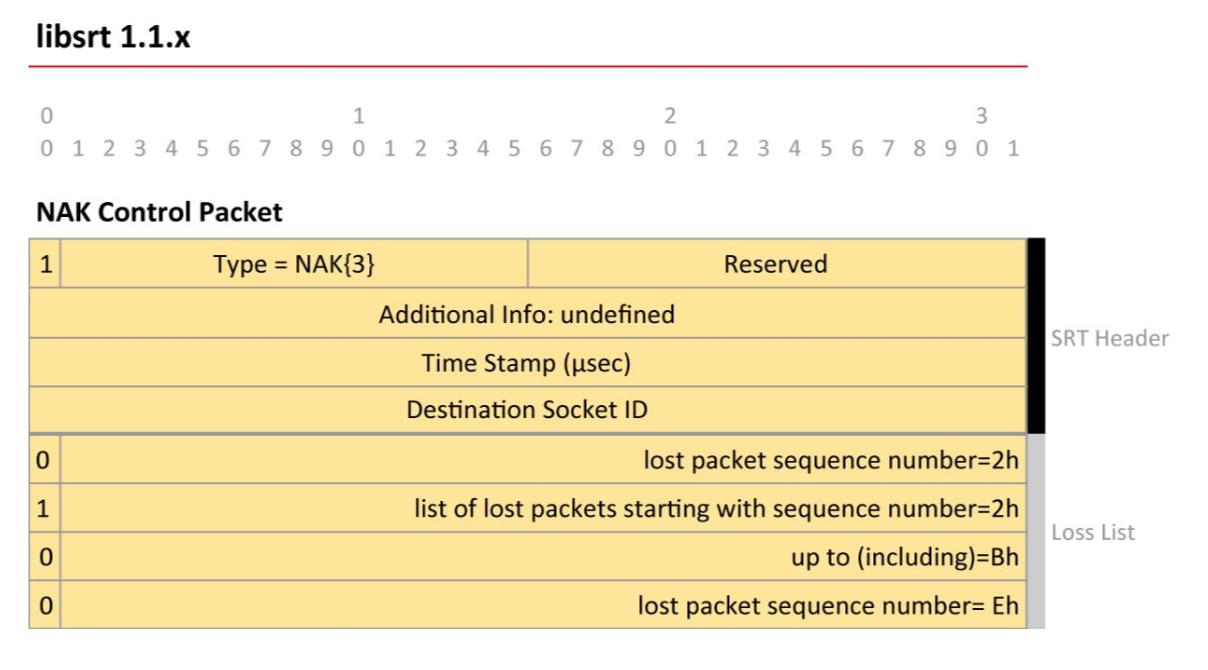 libsrt 1.1.x
0 1 2 3
0 1 2 3 4 5 6 7 8 9 0 1 2 3 4 5 6 7 8 9 0 1 2 3 4 5 6 7 8 9 0 1
NAK Control Packet
1 Type = NAK{3} Reserved
Additional Info: undefined
SRT Header
Time Stamp (µsec)
Destination Socket ID
0 lost packet sequence number=2h
1 list of lost packets starting with sequence number=2h
Loss List
0 up to (including)=Bh
0 lost packet sequence number= Eh